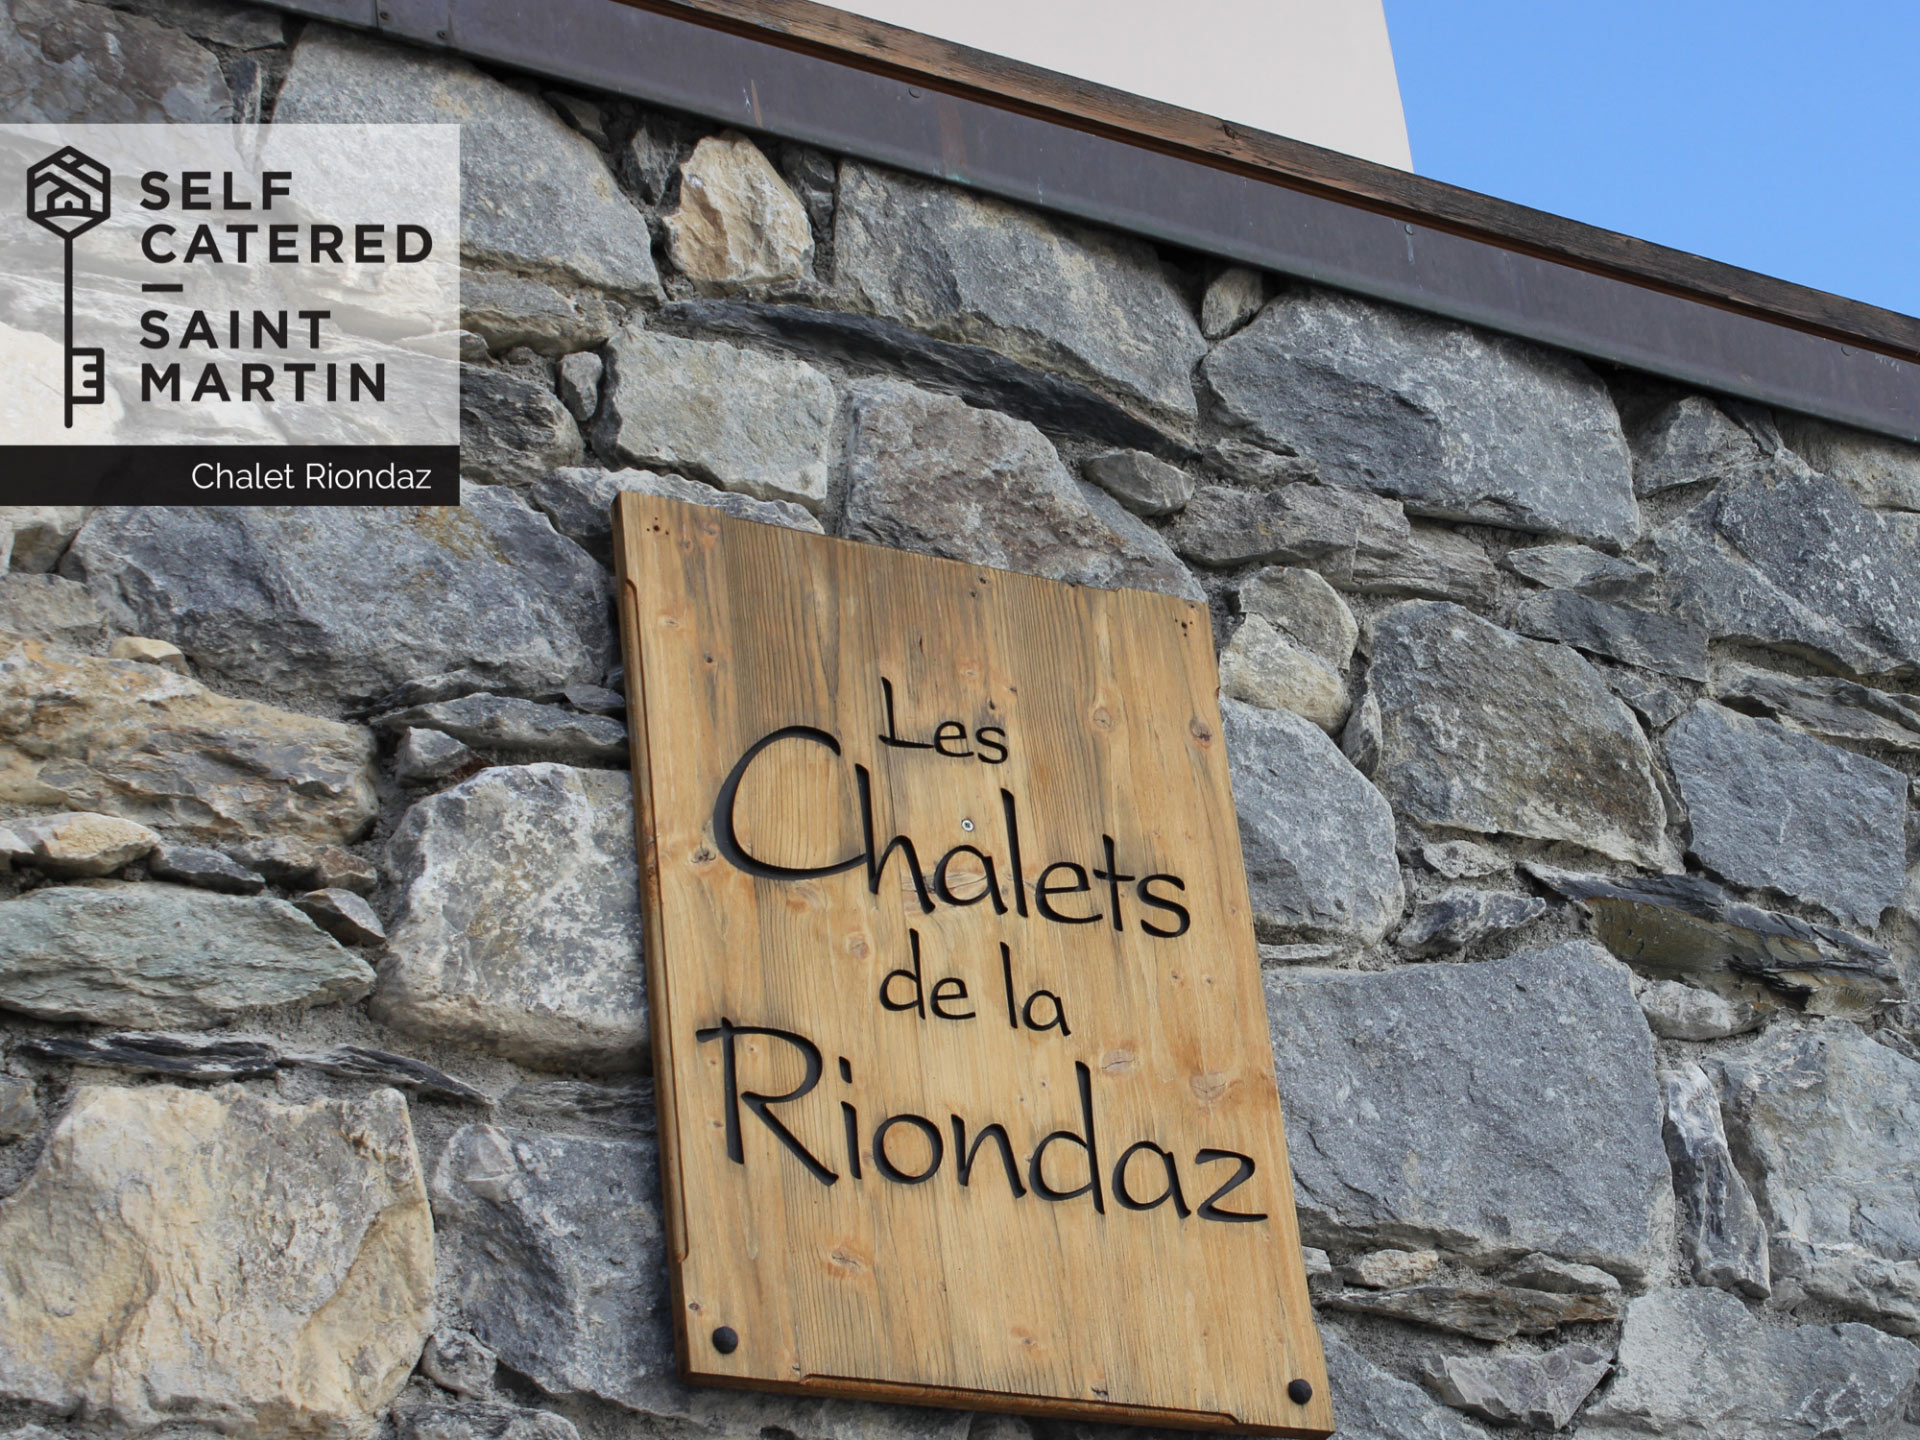 SELF
CATERED
SAINT
MARTIN
Chalet Riondaz
Les
Chalets
de la
Riondaz